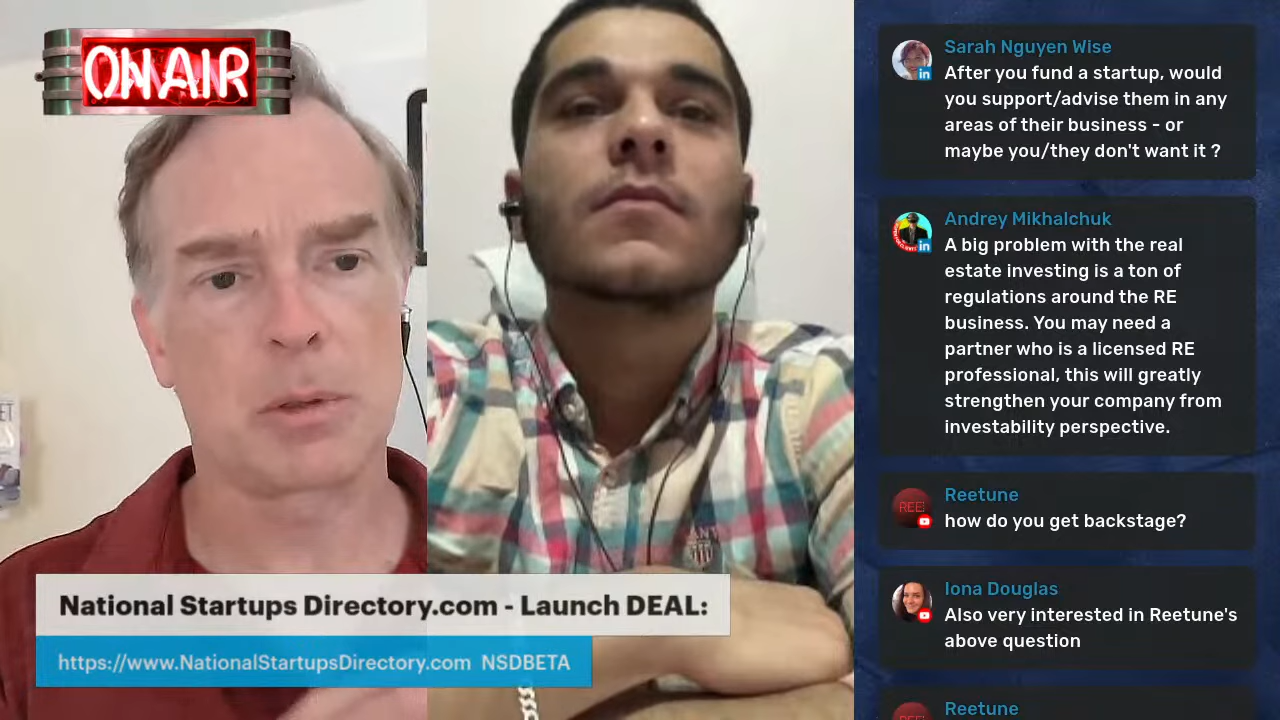 ON AIR
National Startups Directory.com - Launch DEAL:
https://www.NationalStartupsDirectory.com NSDBETA
Sarah Nguyen Wise
After you fund a startup, would
you support/advise them in any
areas of their business - or
maybe you/they don't want it ?
Andrey Mikhalchuk
A big problem with the real
estate investing is a ton of
regulations around the RE
business. You may need a
partner who is a licensed RE
professional, this will greatly
strengthen your company from
investability perspective.
REE
Reetune
how do you get backstage?
Iona Douglas
Also very interested in Reetune's
above question
Reetune